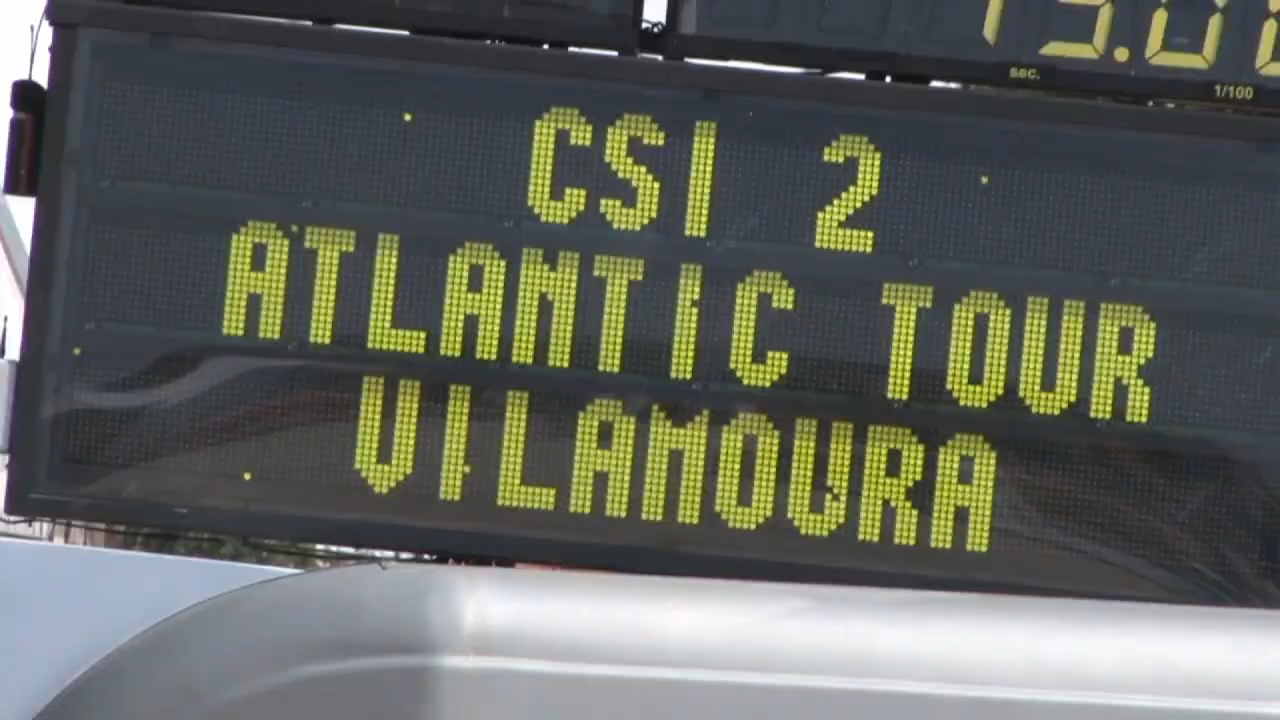 SEC.
1/100
CSI 2
ATLANTIC TOUR
VILAMOURA